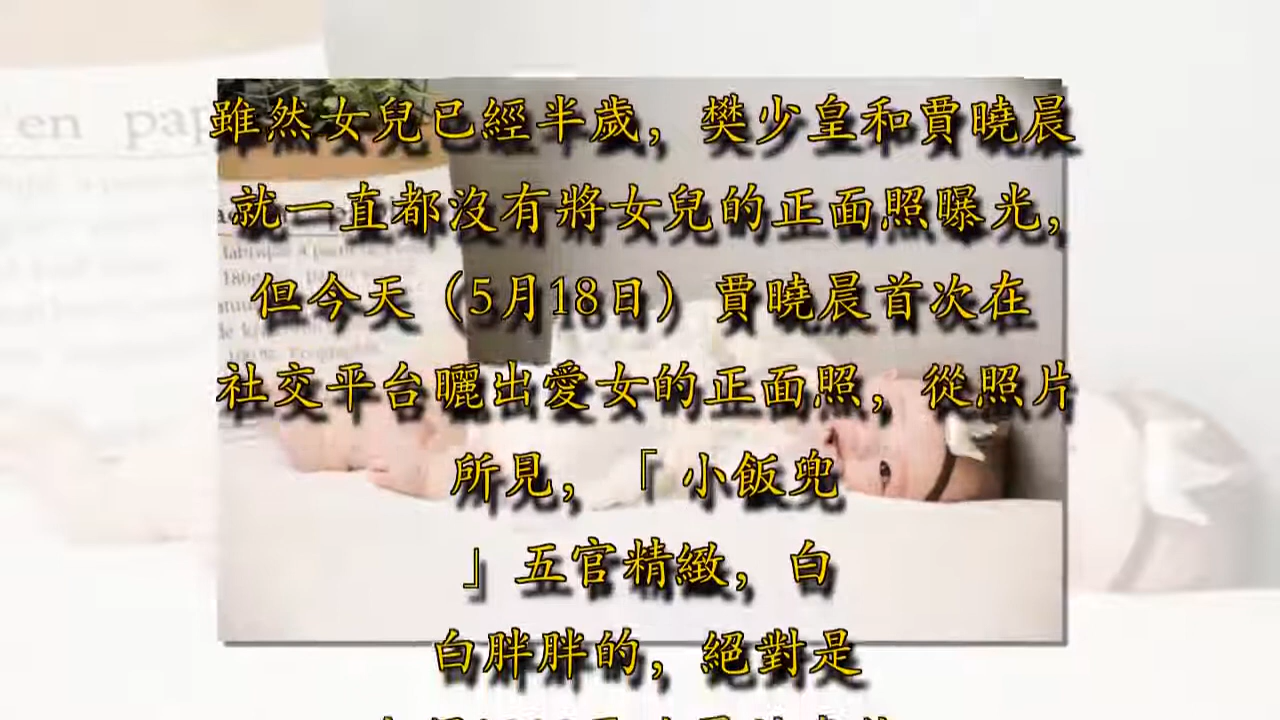 en pap
雖然女兒已經半歲，樊少皇和賈曉晨
就一直都沒有將女兒的正面照曝光，
但今天（5月18日）賈曉晨首次在
社交平台曬出愛女的正面照，從照片
所見，「小飯兜
」五官精緻，白
白胖胖的，絕對是